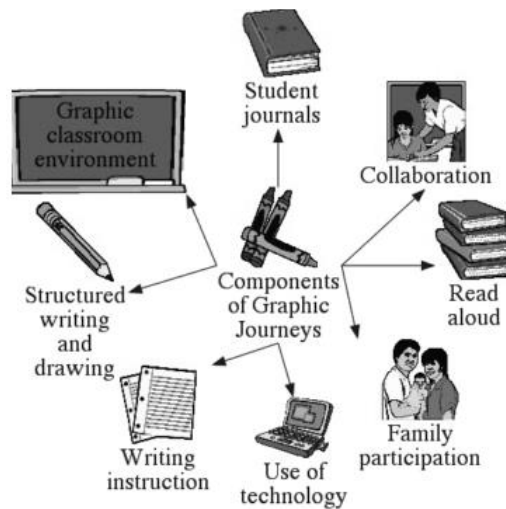 Student
journals
Graphic
classroom
environment
Collaboration
Components
of Graphic
Journeys
Structured
writing
and
drawing
Read
aloud
Writing
instruction
Use of
technology
Family
participation